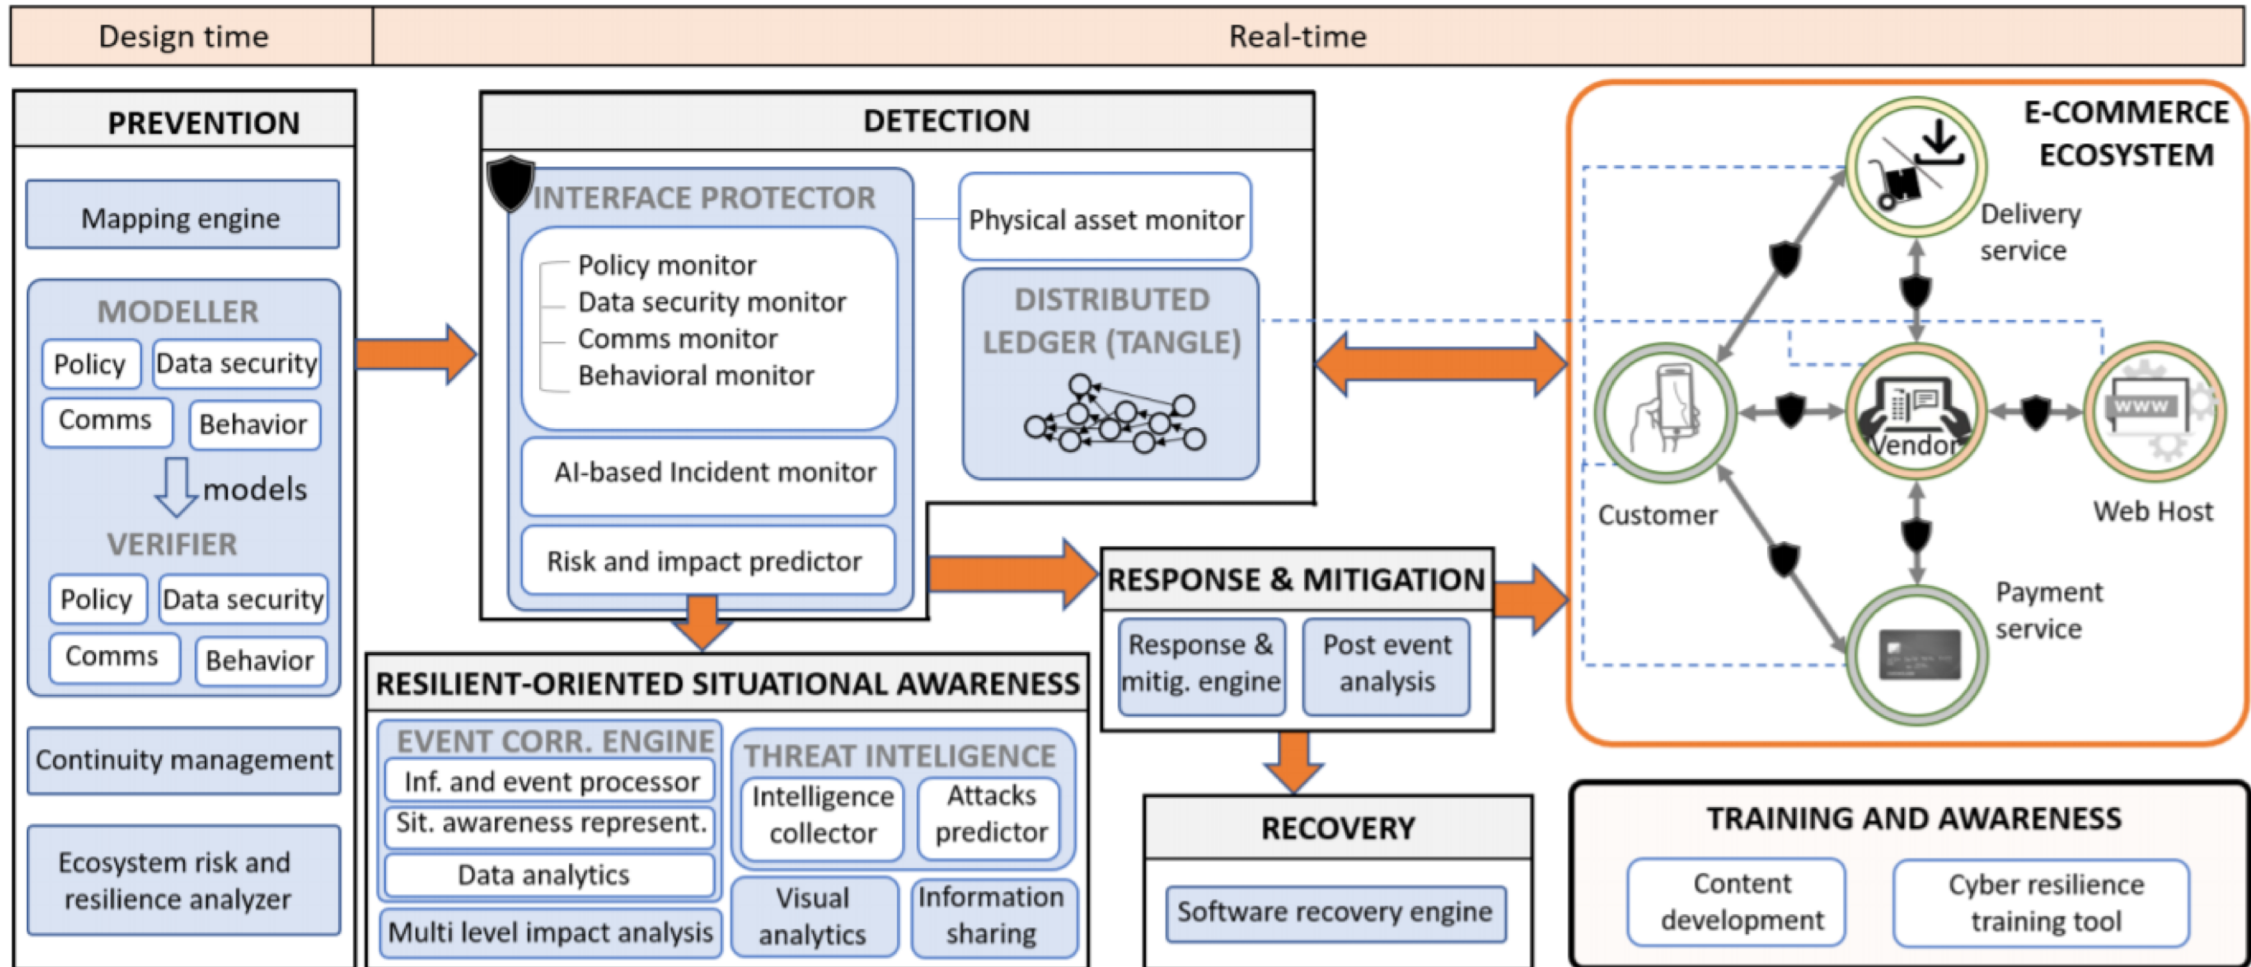 Design time
Real-time
PREVENTION
Mapping engine
MODELLER
Policy
Data security
Comms
Behavior
models
VERIFIER
Policy
Data security
Comms
Behavior
Continuity management
Ecosystem risk and
resilience analyzer
DETECTION
INTERFACE PROTECTOR
Policy monitor
Data security monitor
Comms monitor
Behavioral monitor
AI-based Incident monitor
Risk and impact predictor
Physical asset monitor
DISTRIBUTED
LEDGER (TANGLE)
RESILIENT-ORIENTED SITUATIONAL AWARENESS
EVENT CORR. ENGINE
Inf. and event processor
Sit. awareness represent.
Data analytics
Multi level impact analysis
THREAT INTELIGENCE
Intelligence
collector
Attacks
predictor
Visual
analytics
Information
sharing
RESPONSE & MITIGATION
Response &
mitig. engine
Post event
analysis
RECOVERY
Software recovery engine
E-COMMERCE
ECOSYSTEM
Delivery
service
Customer
Vendor
www
Web Host
Payment
service
TRAINING AND AWARENESS
Content
development
Cyber resilience
training tool